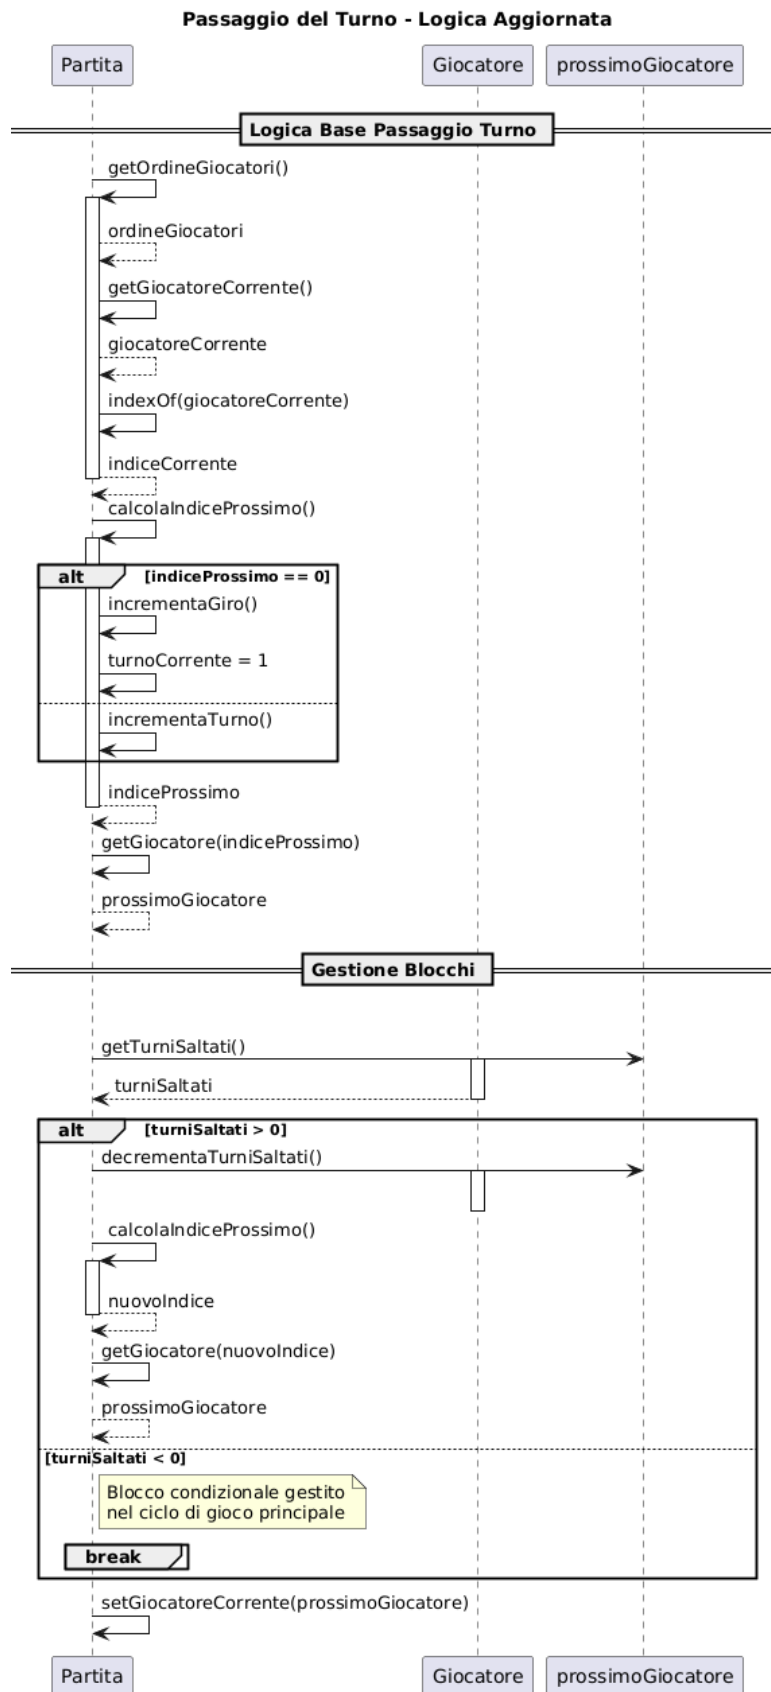 Passaggio del Turno - Logica Aggiornata
Partita
Giocatore
prossimoGiocatore
Logica Base Passaggio Turno
getOrdineGiocatori()
ordineGiocatori
getGiocatoreCorrente()
giocatoreCorrente
indexOf(giocatoreCorrente)
indiceCorrente
calcolaIndiceProssimo()
alt
[indiceProssimo == 0]
incrementaGiro()
turnoCorrente = 1
incrementaTurno()
indiceProssimo
getGiocatore(indiceProssimo)
prossimoGiocatore
Gestione Blocchi
getTurniSaltati()
turniSaltati
alt
[turniSaltati > 0]
decrementaTurniSaltati()
calcolaIndiceProssimo()
nuovoIndice
getGiocatore(nuovoIndice)
prossimoGiocatore
[turniSaltati < 0]
Blocco condizionale gestito
nel ciclo di gioco principale
break
setGiocatoreCorrente(prossimoGiocatore)
Partita
Giocatore
prossimoGiocatore